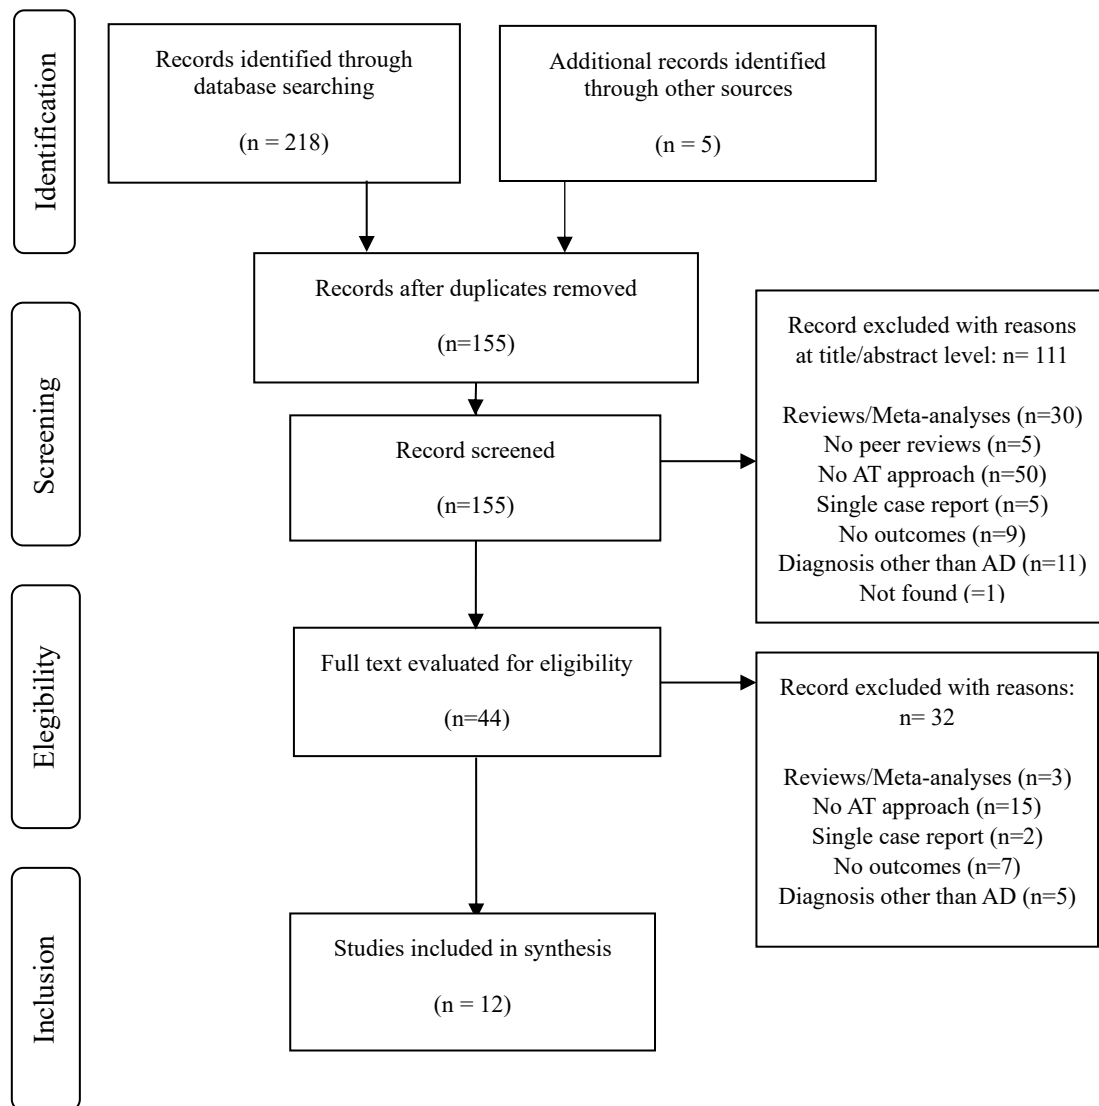 Identification
Records identified through
database searching
(n = 218)
Additional records identified
through other sources
(n = 5)
Records after duplicates removed
(n=155)
Screening
Record screened
(n=155)
Record excluded with reasons
at title/abstract level: n= 111
Reviews/Meta-analyses (n=30)
No peer reviews (n=5)
No AT approach (n=50)
Single case report (n=5)
No outcomes (n=9)
Diagnosis other than AD (n=11)
Not found (=1)
Elegibility
Full text evaluated for eligibility
(n=44)
Record excluded with reasons:
n= 32
Reviews/Meta-analyses (n=3)
No AT approach (n=15)
Single case report (n=2)
No outcomes (n=7)
Diagnosis other than AD (n=5)
Inclusion
Studies included in synthesis
(n = 12)